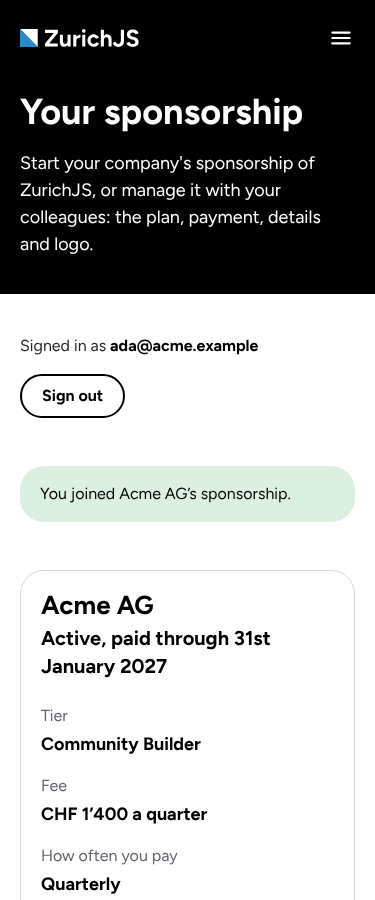 ZurichJS
Your sponsorship
Start your company's sponsorship of
ZurichJS, or manage it with your
colleagues: the plan, payment, details
and logo.
Signed in as ada@acme.example
Sign out
You joined Acme AG’s sponsorship.
Acme AG
Active, paid through 31st
January 2027
Tier
Community Builder
Fee
CHF 1’400 a quarter
How often you pay
Quarterly